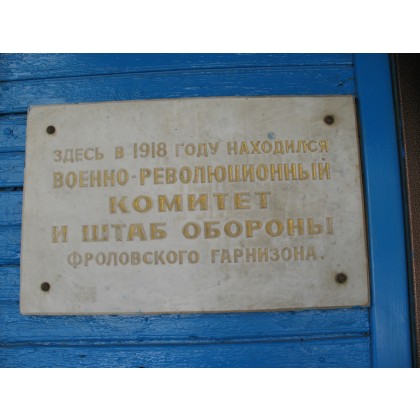 ЗДЕСЬ В 1918 ГОДУ НАХОДИЛСЯ
ВОЕННО-РЕВОЛЮЦИОННЫЙ
КОМИТЕТ
И ШТАБ ОБОРОНЫ
ФРОЛОВСКОГО ГАРНИЗОНА.